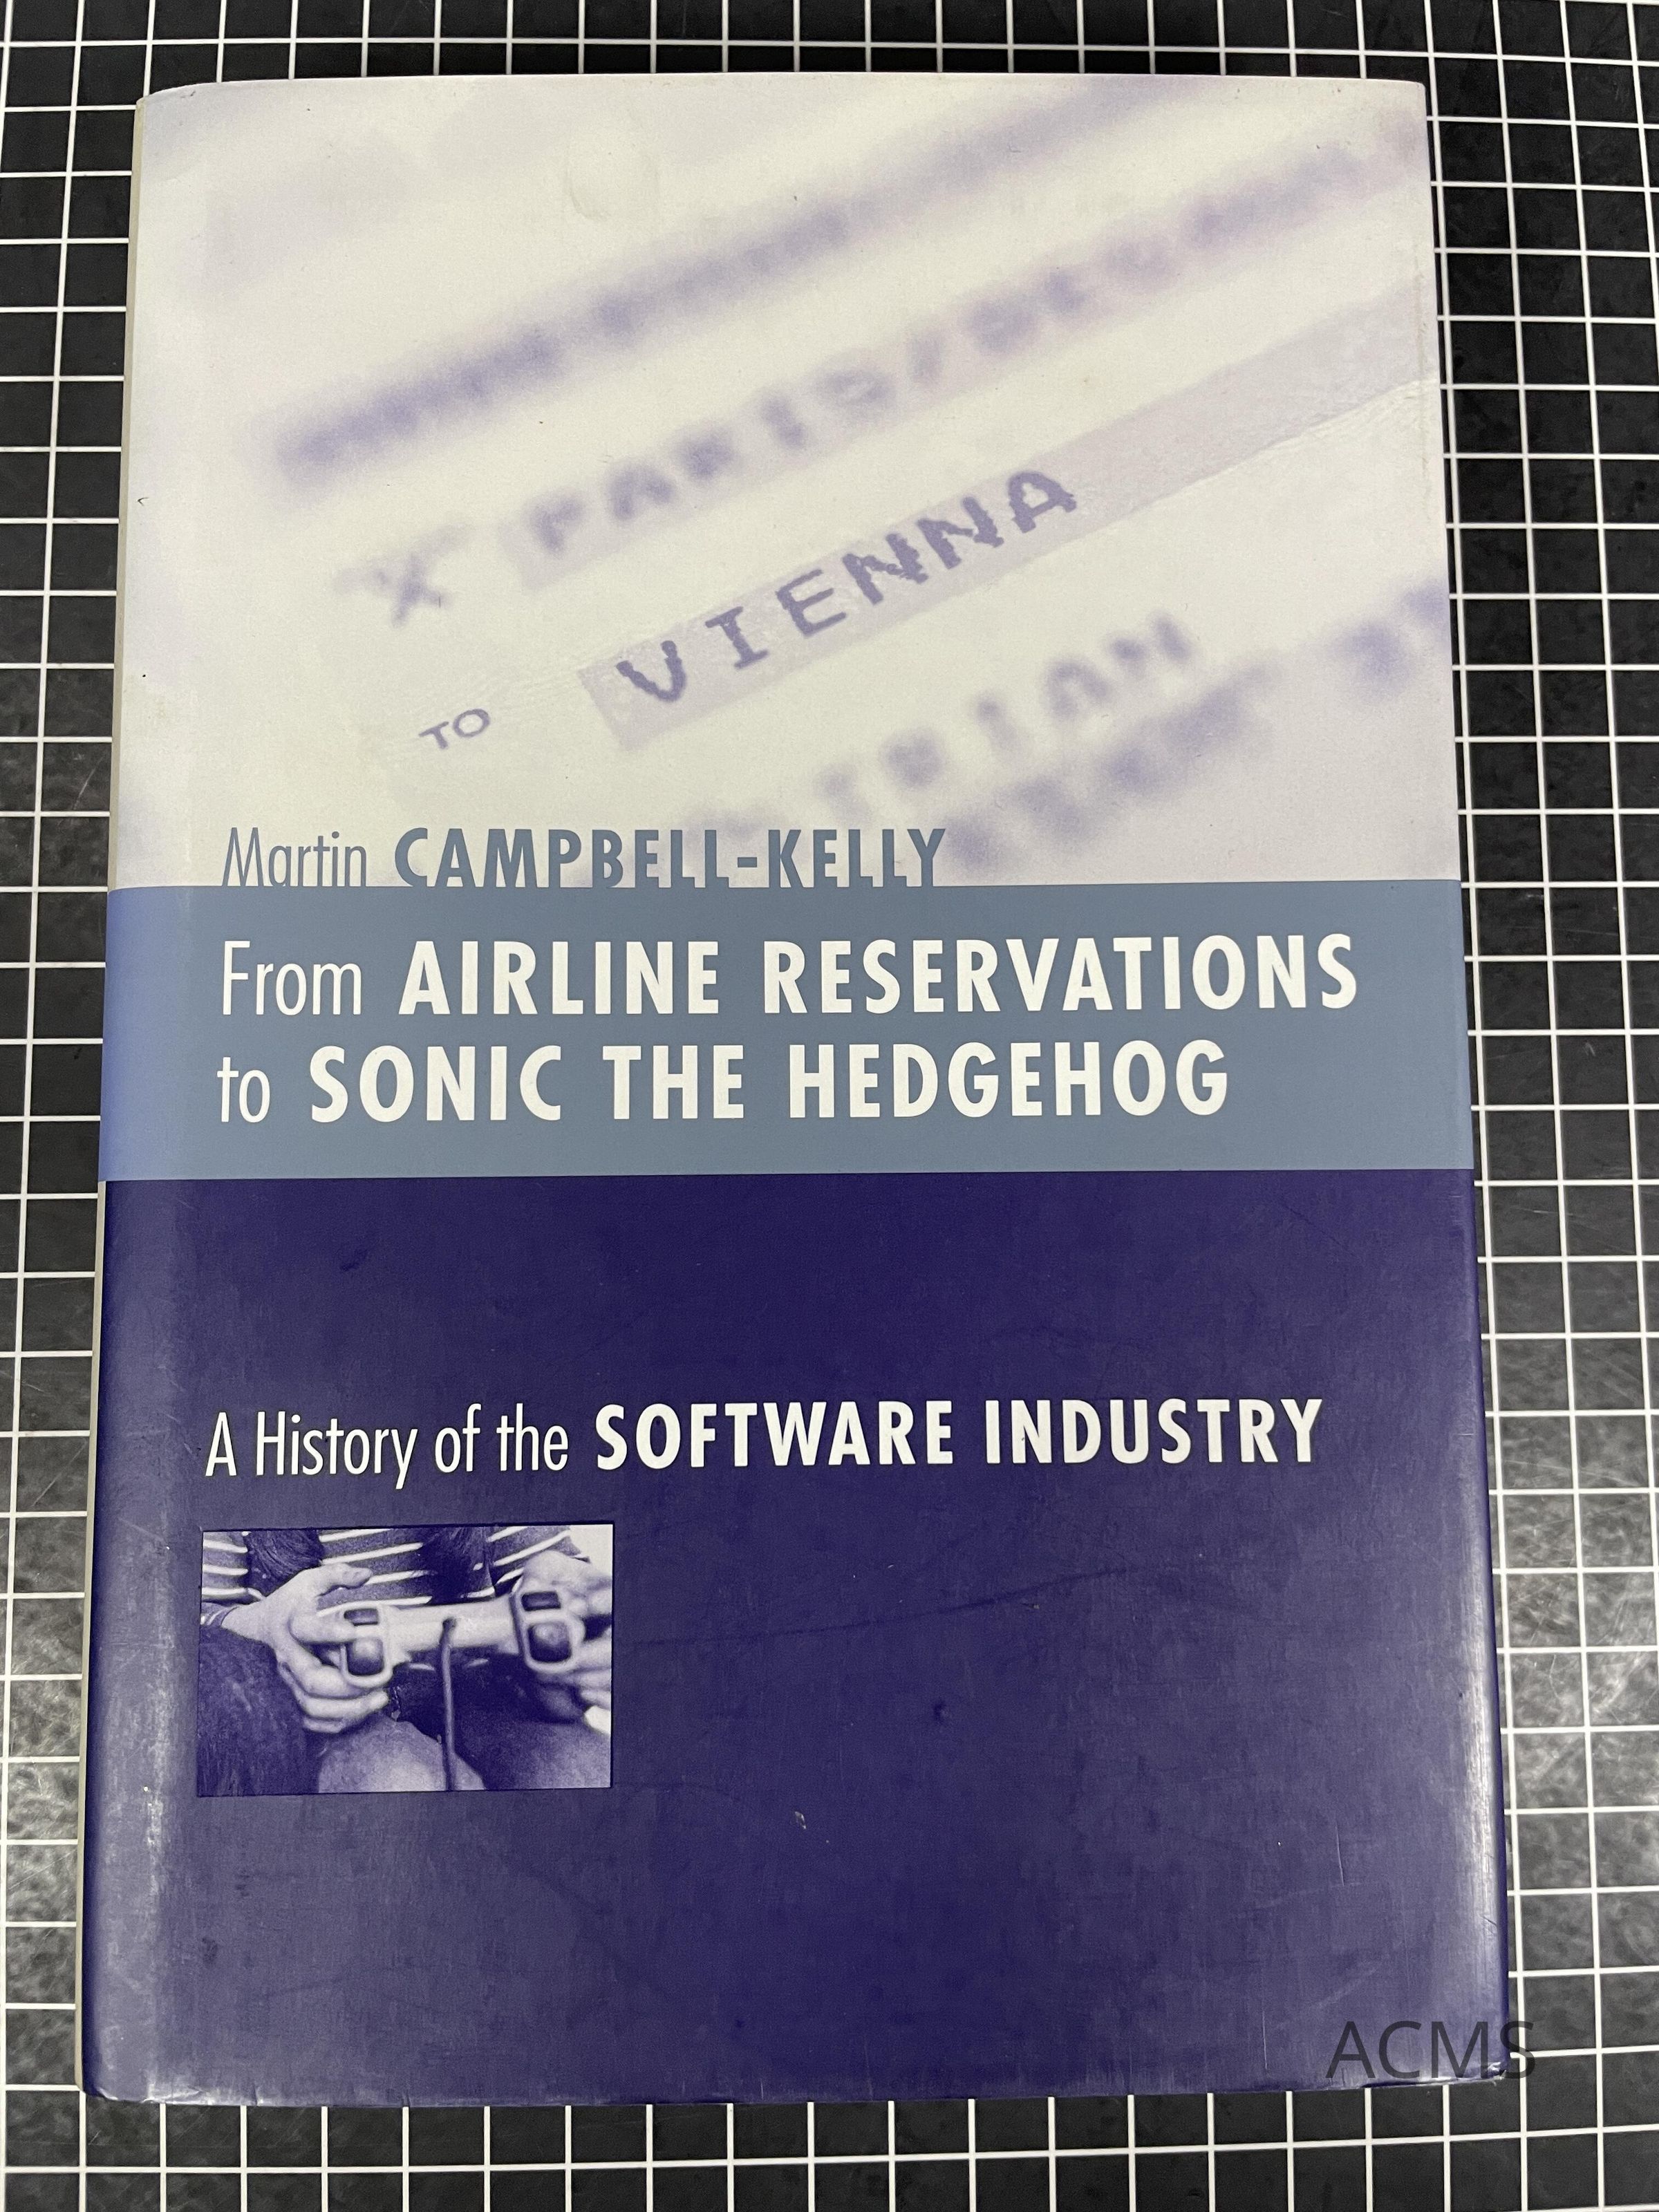 X PARIS/
TO VIENNA
Martin CAMPBELL-KELLY
From AIRLINE RESERVATIONS
to SONIC THE HEDGEHOG
A History of the SOFTWARE INDUSTRY
ACMS